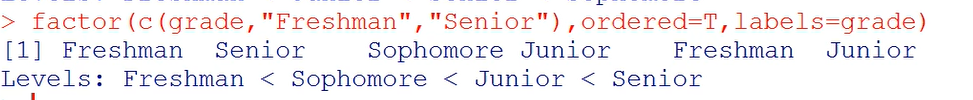 > factor(c(grade,"Freshman","Senior"),ordered=T,labels=grade)
[1] Freshman  Senior    Sophomore Junior    Freshman  Junior
Levels: Freshman < Sophomore < Junior < Senior